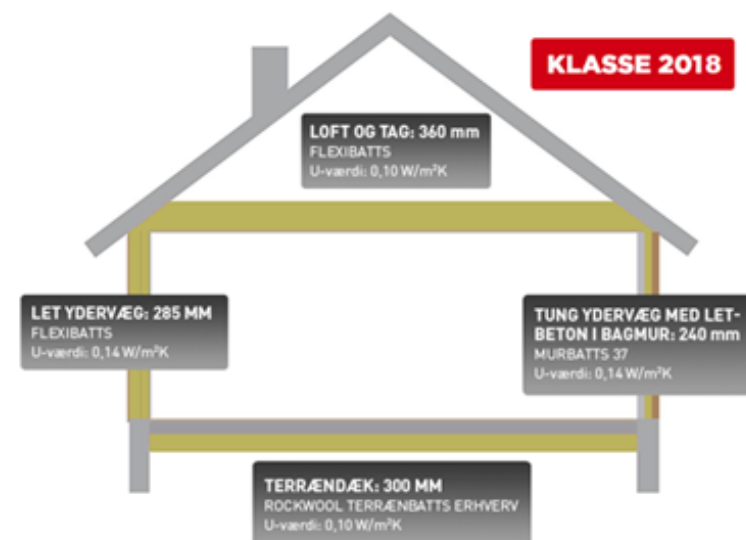 KLASSE 2018
LOFT OG TAG: 360 mm
FLEXIBATTS
U-værdi: 0,10 W/m²K
LET YDERVÆG: 285 MM
FLEXIBATTS
U-værdi: 0,14 W/m²K
TUNG YDERVÆG MED LET-
BETON I BAGMUR: 240 mm
MURBATTS 37
U-værdi: 0,14 W/m²K
TERRÆNDÆK: 300 MM
ROCKWOOL TERRÆNBATTS ERHVERV
U-værdi: 0,10 W/m²K